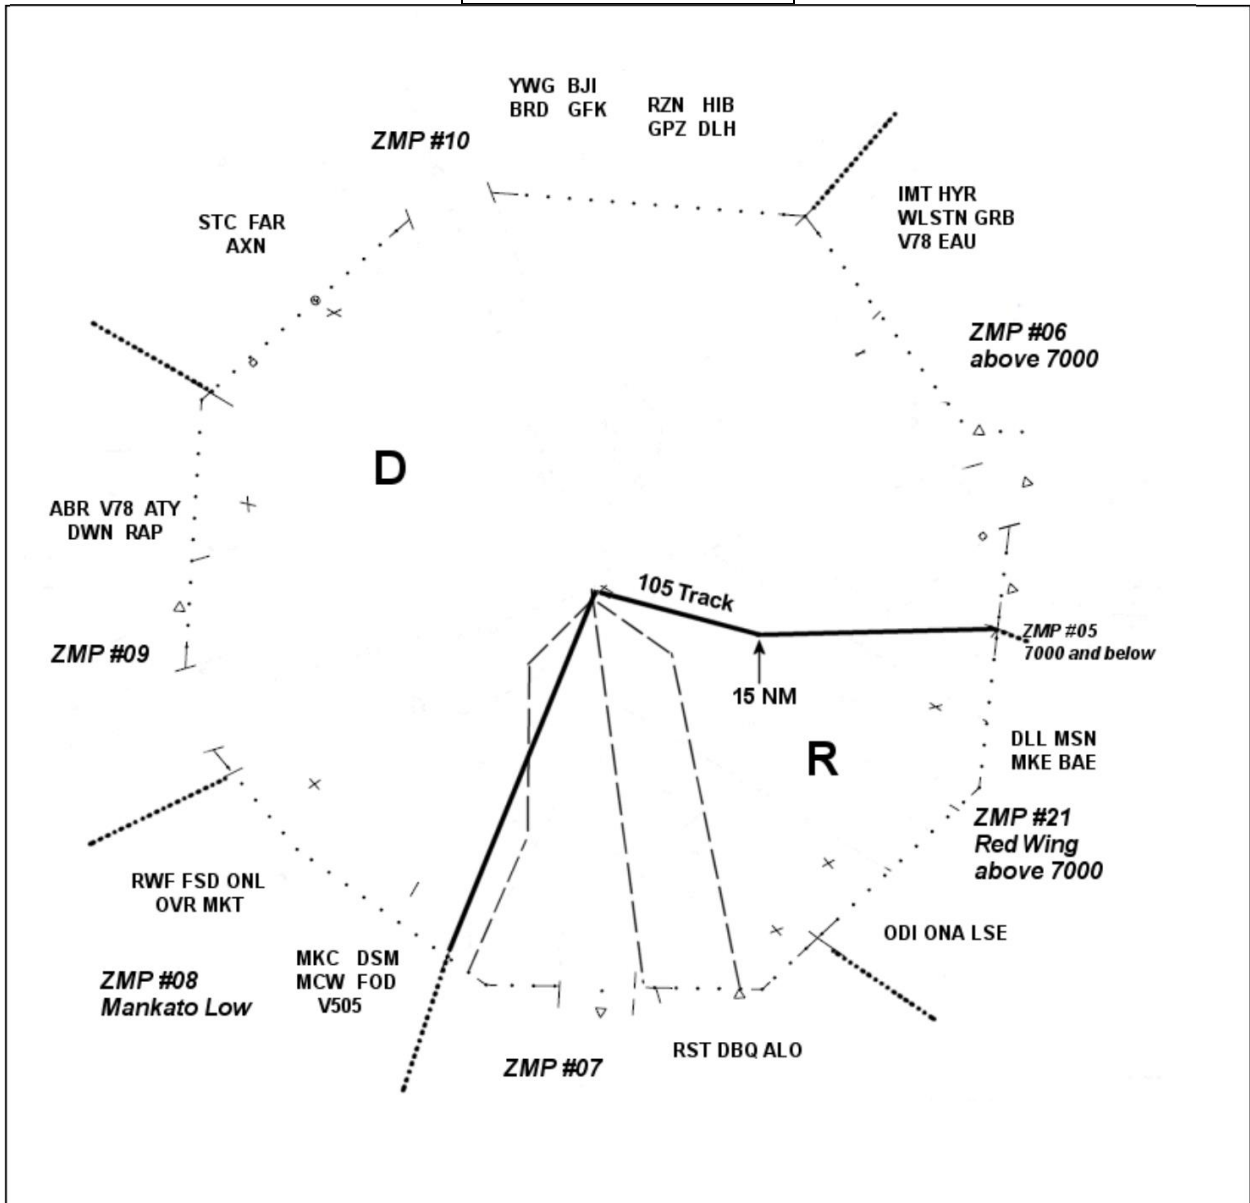 YWG BJI
BRD GFK
RZN HIB
GPZ DLH
ZMP #10
IMT HYR
WLSTN GRB
V78 EAU
STC FAR
AXN
ZMP #06
above 7000
D
ABR V78 ATY
DWN RAP
105 Track
ZMP #05
7000 and below
ZMP #09
15 NM
R
DLL MSN
MKE BAE
ZMP #21
Red Wing
above 7000
RWF FSD ONL
OVR MKT
ODI ONA LSE
MKC DSM
MCW FOD
V505
ZMP #08
Mankato Low
RST DBQ ALO
ZMP #07